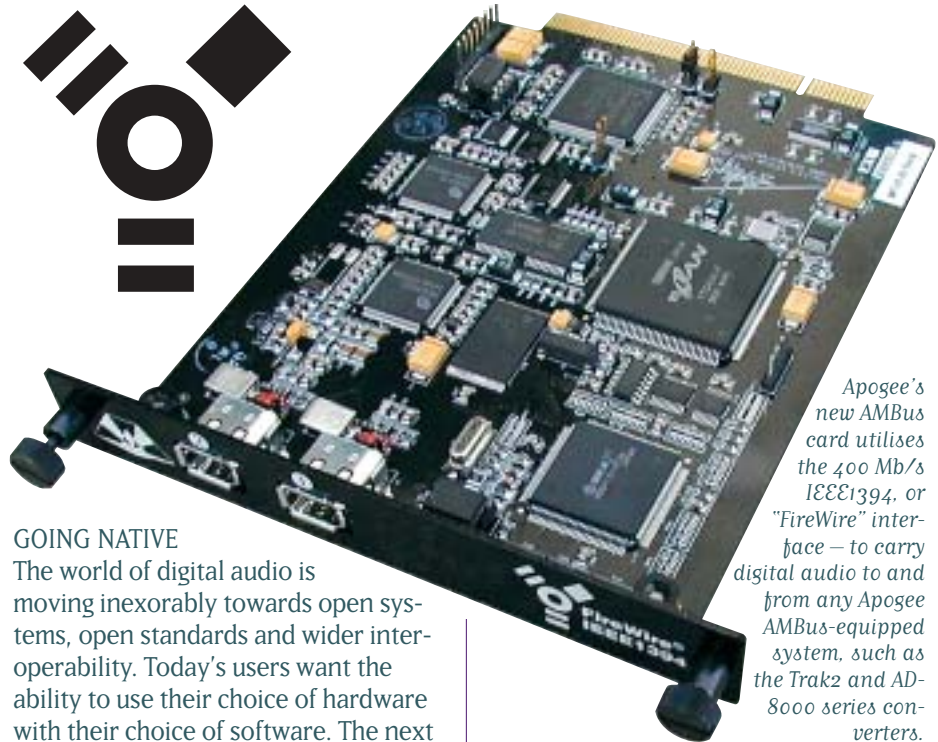 GOING NATIVE
The world of digital audio is
moving inexorably towards open sys-
tems, open standards and wider inter-
operability. Today's users want the
ability to use their choice of hardware
with their choice of software. The next
Apogee's
new AMBus
card utilises
the 400 Mb/s
IEEE1394, or
"FireWire" inter-
face – to carry
digital audio to and
from any Apogee
AMBus-equipped
system, such as
the Trak2 and AD-
8000 series con-
verters.
FireWire®
IEEE1394